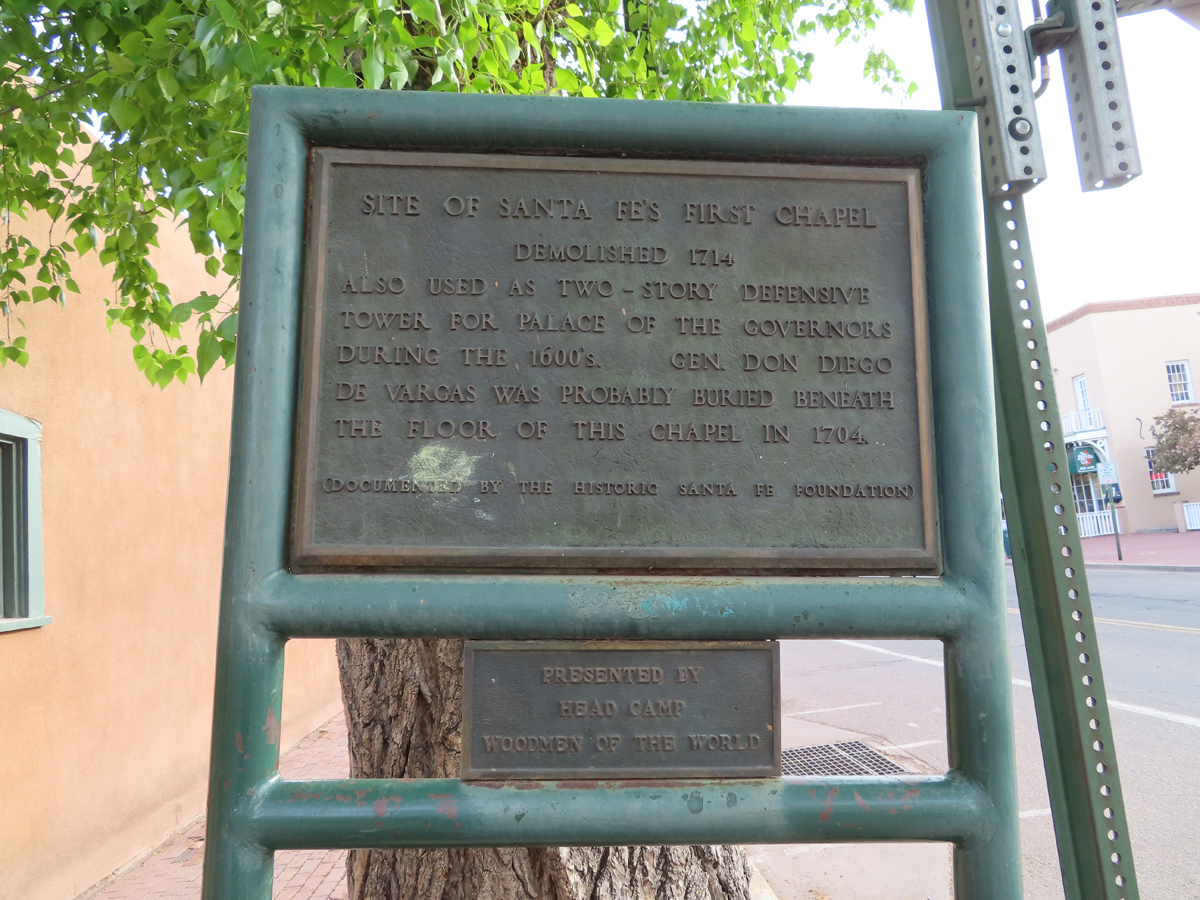 SITE OF SANTA FE'S FIRST CHAPEL
DEMOLISHED 1714
ALSO USED AS TWO-STORY DEFENSIVE
TOWER FOR PALACE OF THE GOVERNORS
DURING THE 1600's. GEN. DON DIEGO
DE VARGAS WAS PROBABLY BURIED BENEATH
THE FLOOR OF THIS CHAPEL IN 1704.
(DOCUMENTED BY THE HISTORIC SANTA FE FOUNDATION)
PRESENTED BY
HEAD CAMP
WOODMEN OF THE WORLD